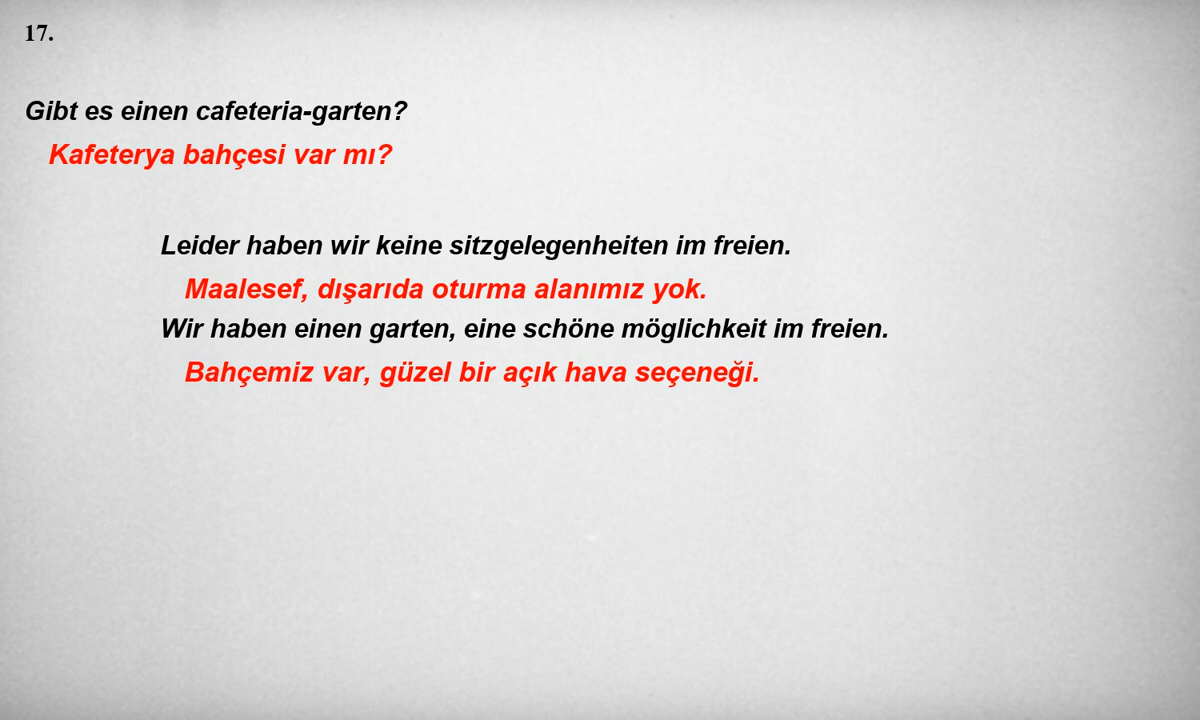 17.
Gibt es einen cafeteria-garten?
Kafeterya bahçesi var mı?
Leider haben wir keine sitzgelegenheiten im freien.
Maalesef, dışarıda oturma alanımız yok.
Wir haben einen garten, eine schöne möglichkeit im freien.
Bahçemiz var, güzel bir açık hava seçeneği.